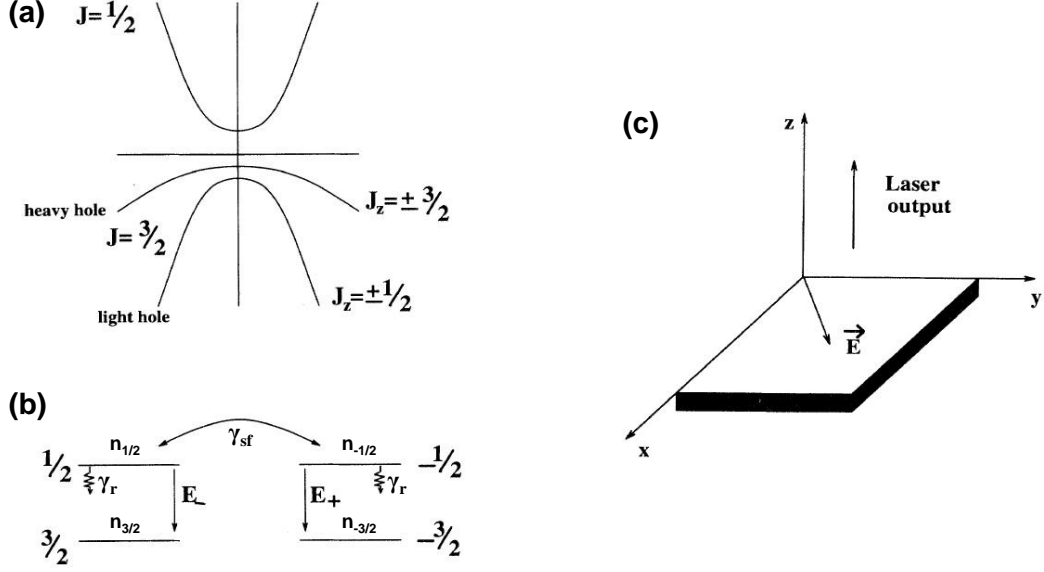 (a)
J=1/2
heavy hole
J=3/2
J_z=±3/2
J_z=±1/2
light hole
(b)
γ_sf
n_1/2
n_-1/2
1/2
-1/2
γ_r
E_-
E_+
γ_r
n_3/2
n_-3/2
3/2
-3/2
(c)
z
Laser
output
y
E⃗
x